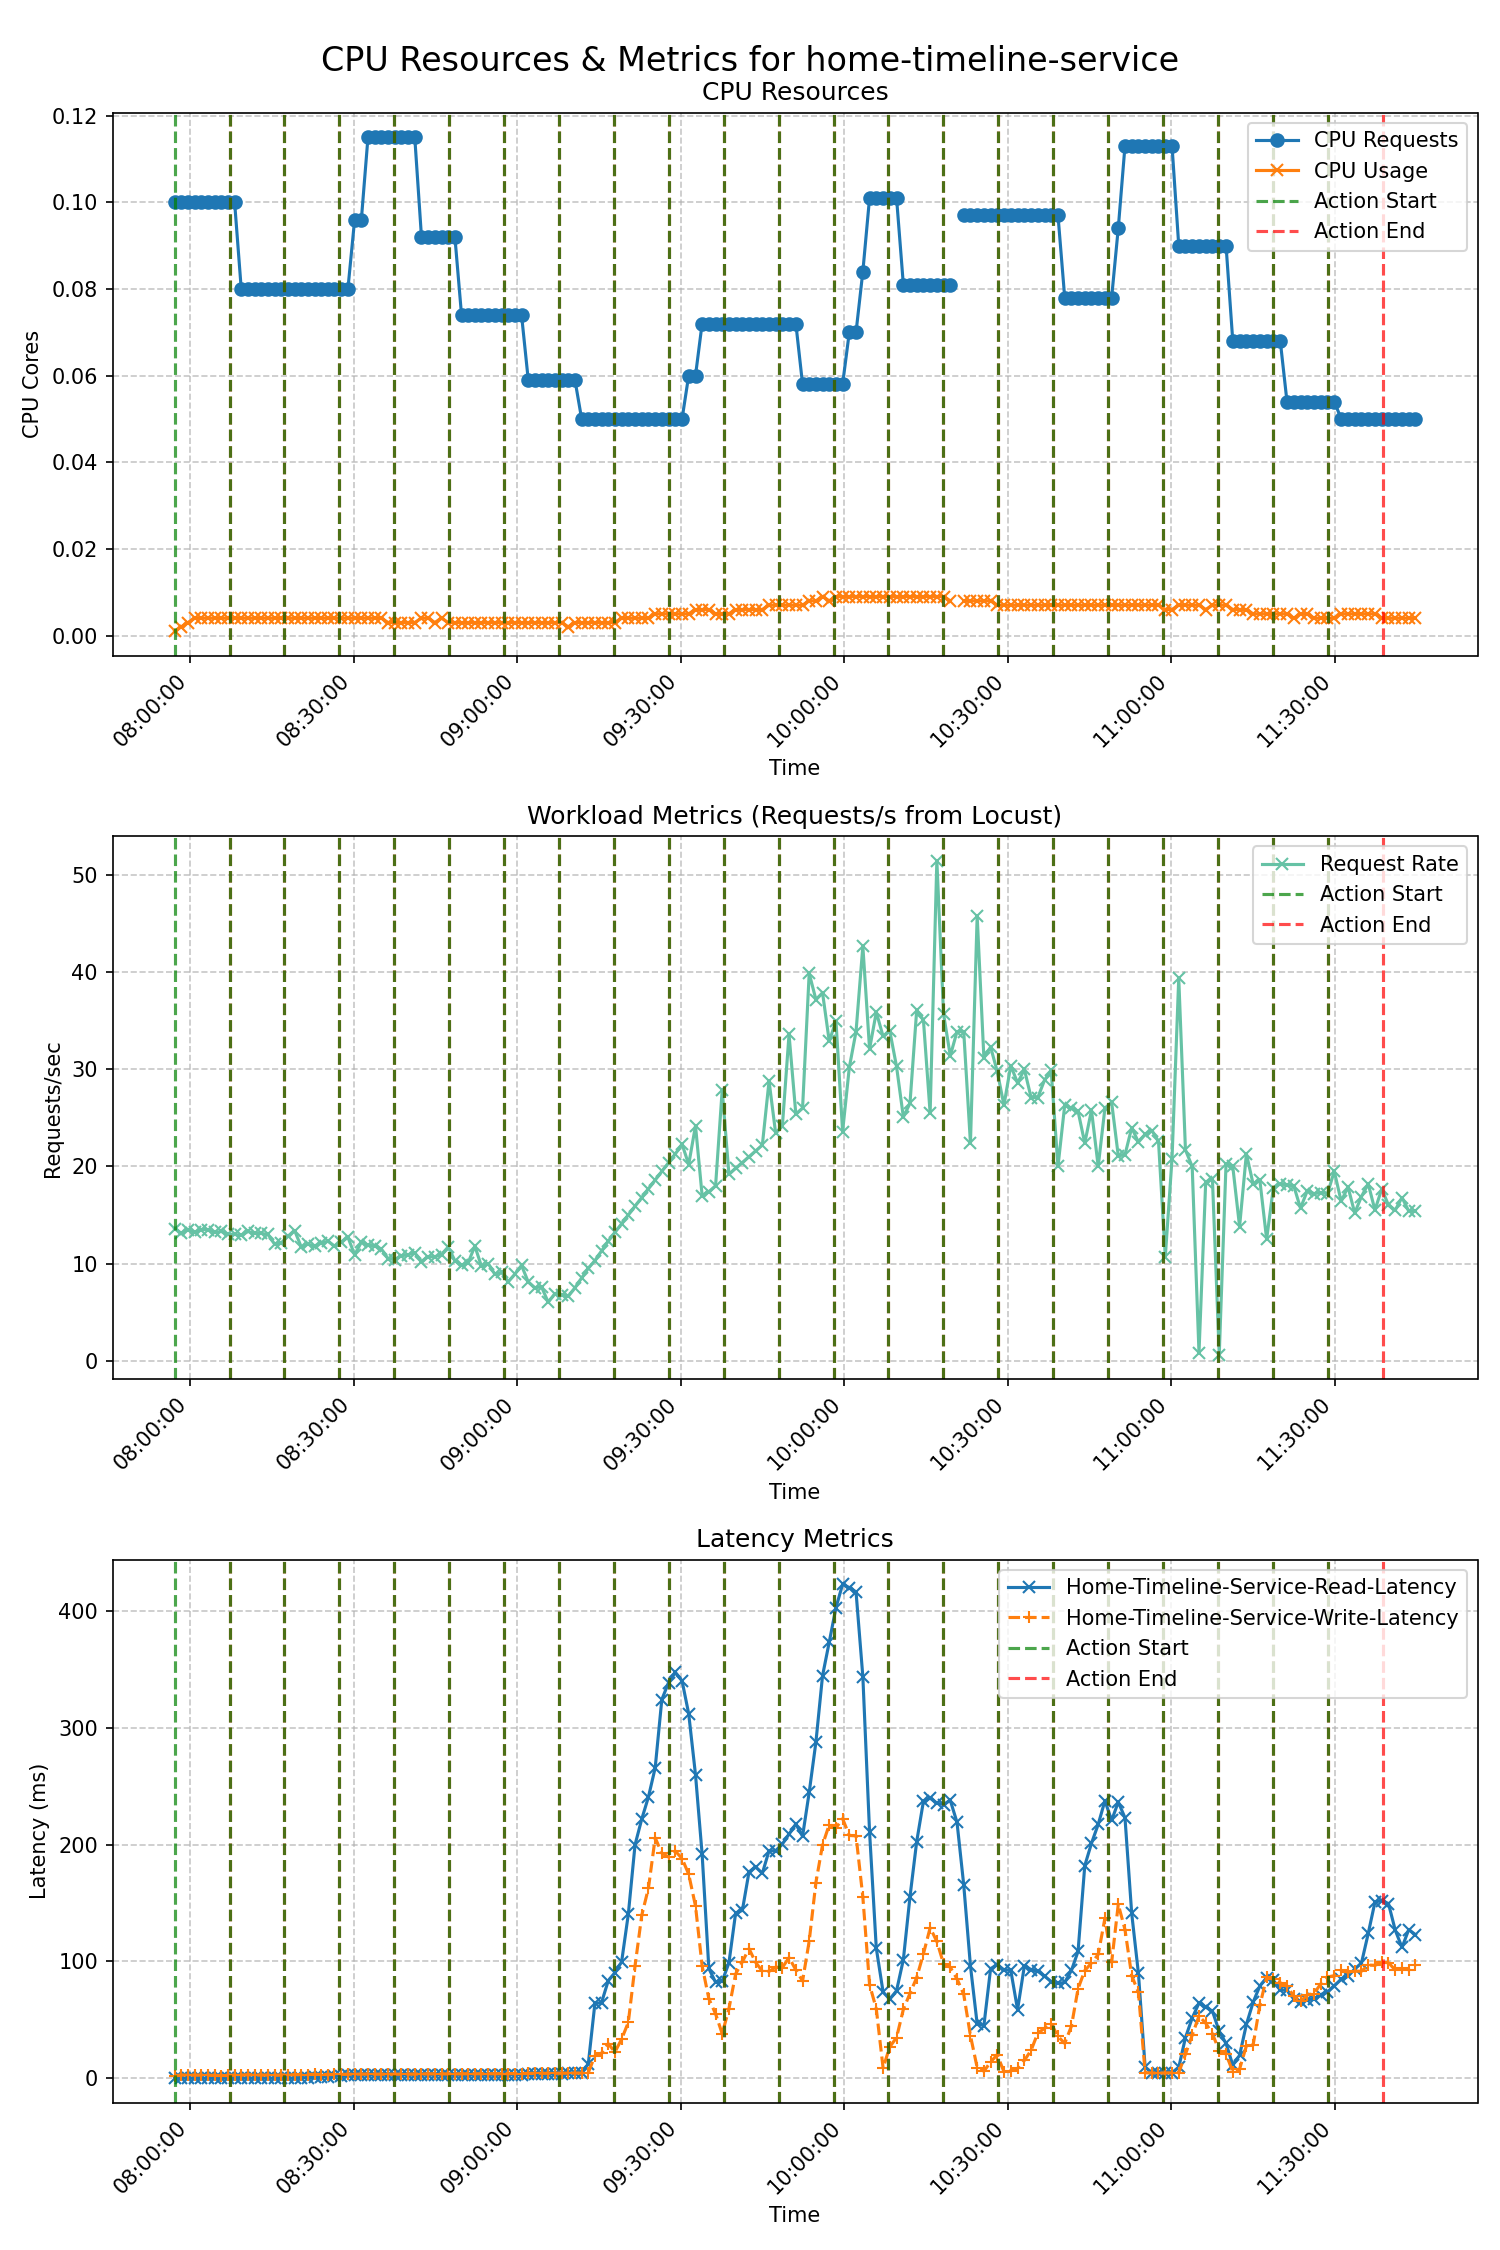 CPU Resources & Metrics for home-timeline-service
CPU Resources
CPU Requests
CPU Usage
Action Start
Action End
CPU Cores
0.12
0.10
0.08
0.06
0.04
0.02
0.00
08:00:00
08:30:00
09:00:00
09:30:00
10:00:00
10:30:00
11:00:00
11:30:00
Time
Workload Metrics (Requests/s from Locust)
Request Rate
Action Start
Action End
Requests/sec
50
40
30
20
10
0
08:00:00
08:30:00
09:00:00
09:30:00
10:00:00
10:30:00
11:00:00
11:30:00
Time
Latency Metrics
Home-Timeline-Service-Read-Latency
Home-Timeline-Service-Write-Latency
Action Start
Action End
Latency (ms)
400
300
200
100
0
08:00:00
08:30:00
09:00:00
09:30:00
10:00:00
10:30:00
11:00:00
11:30:00
Time